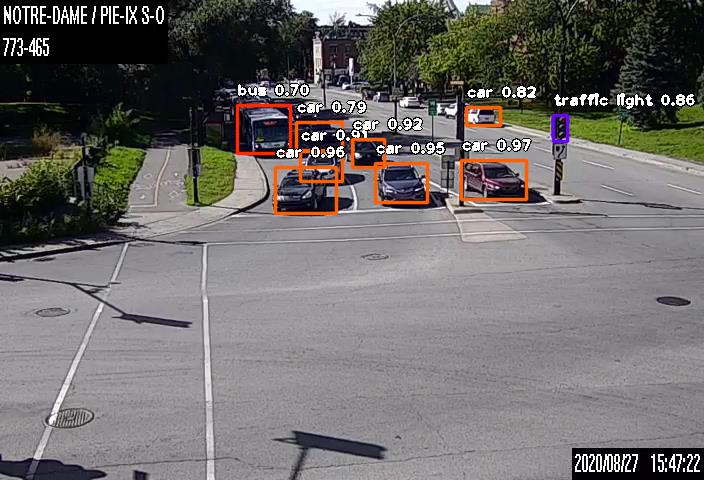 NOTRE-DAME / PIE-IX S-O
773-465
bus 0.70
car 0.82
traffic light 0.86
car 0.79
car 0.92
car 0.91
car 0.96
car 0.95
car 0.97
2020/08/27 15:47:22